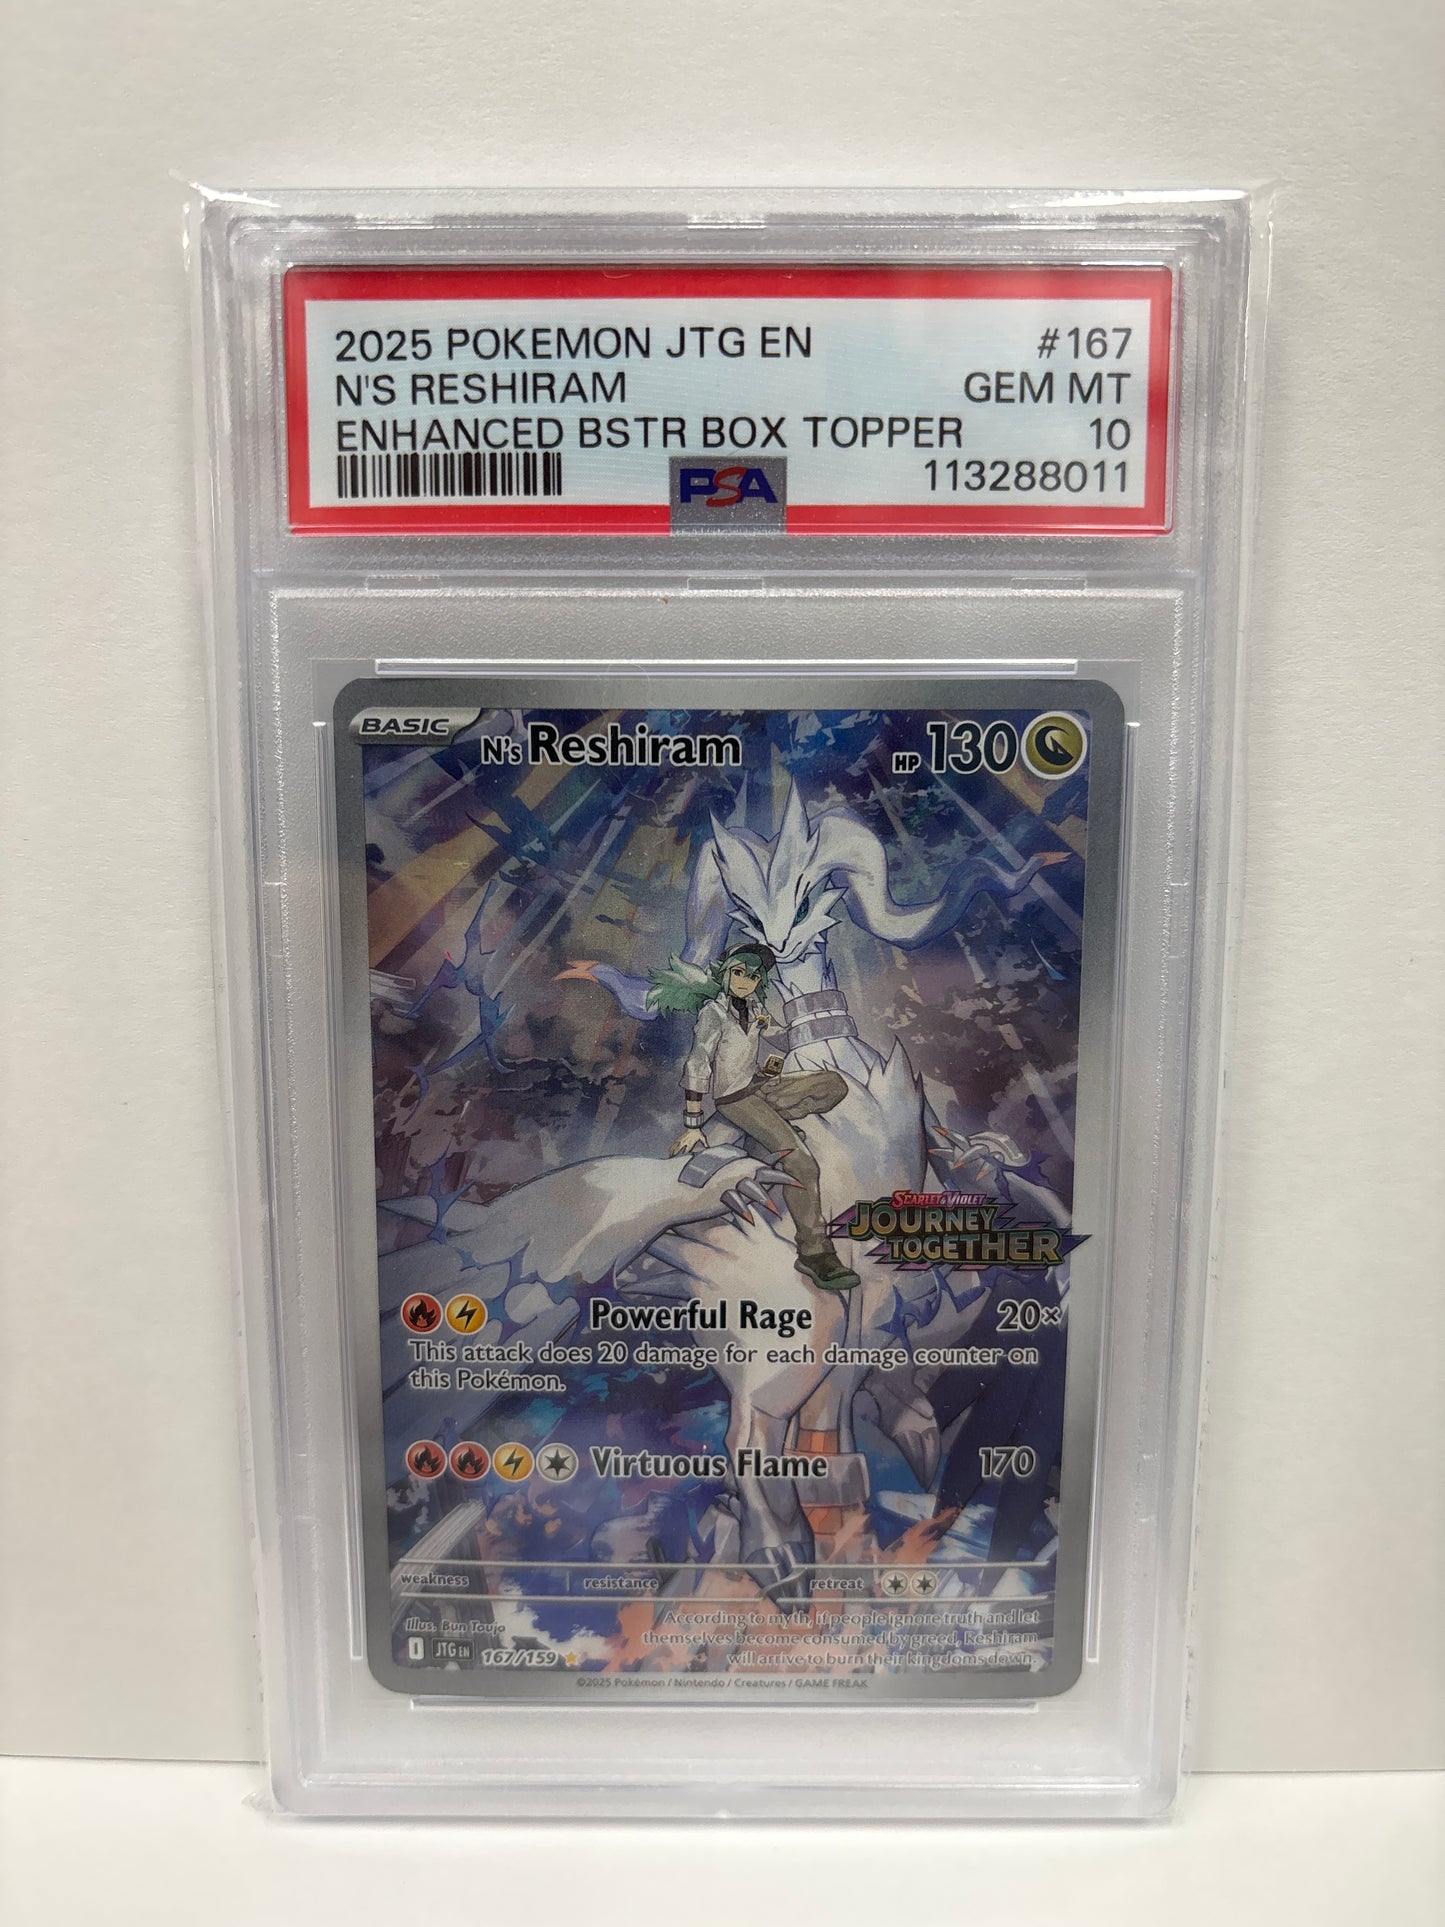 2025 POKEMON JTG EN #167
N'S RESHIRAM GEM MT
ENHANCED BSTR BOX TOPPER 10
PSA 113288011
BASIC N's Reshiram HP 130
SCARLET & VIOLET
JOURNEY
TOGETHER
Powerful Rage 20×
This attack does 20 damage for each damage counter on
this Pokémon.
Virtuous Flame 170
weakness resistance retreat
Illus. Bun Toujo
According to myth, if people ignore truth and let
themselves become consumed by greed, Reshiram
will arrive to burn their kingdoms down.
I JTG EN 167/159
©2025 Pokémon / Nintendo / Creatures / GAME FREAK